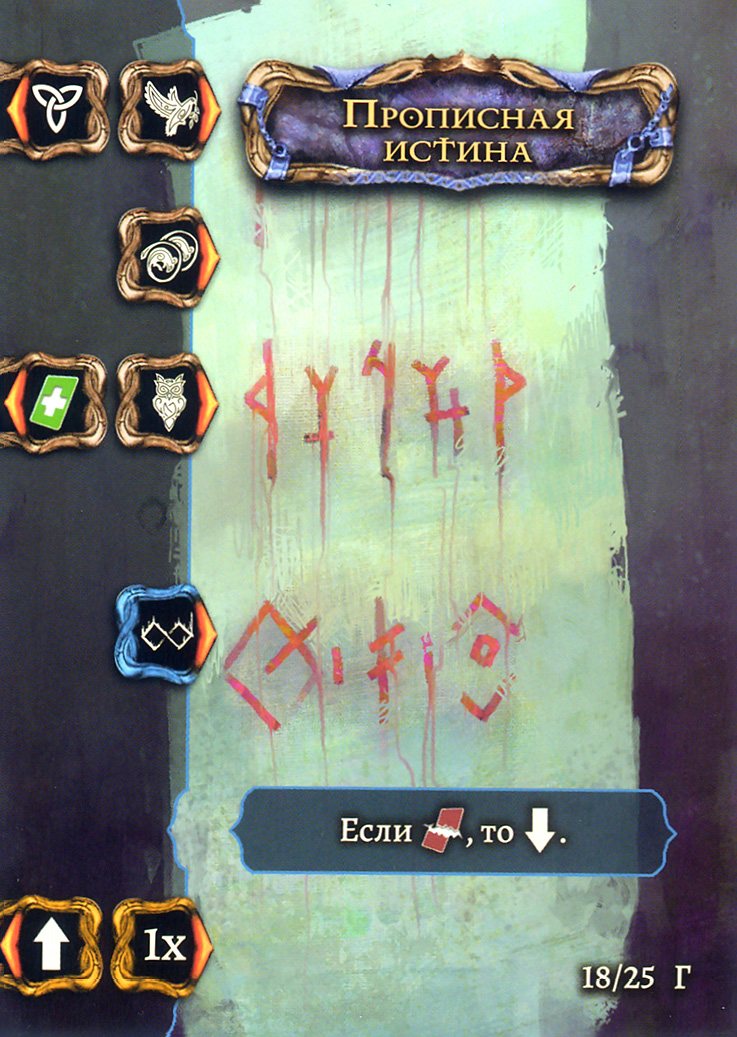 Прописная
истина
Если , то .
1x
18/25 Г